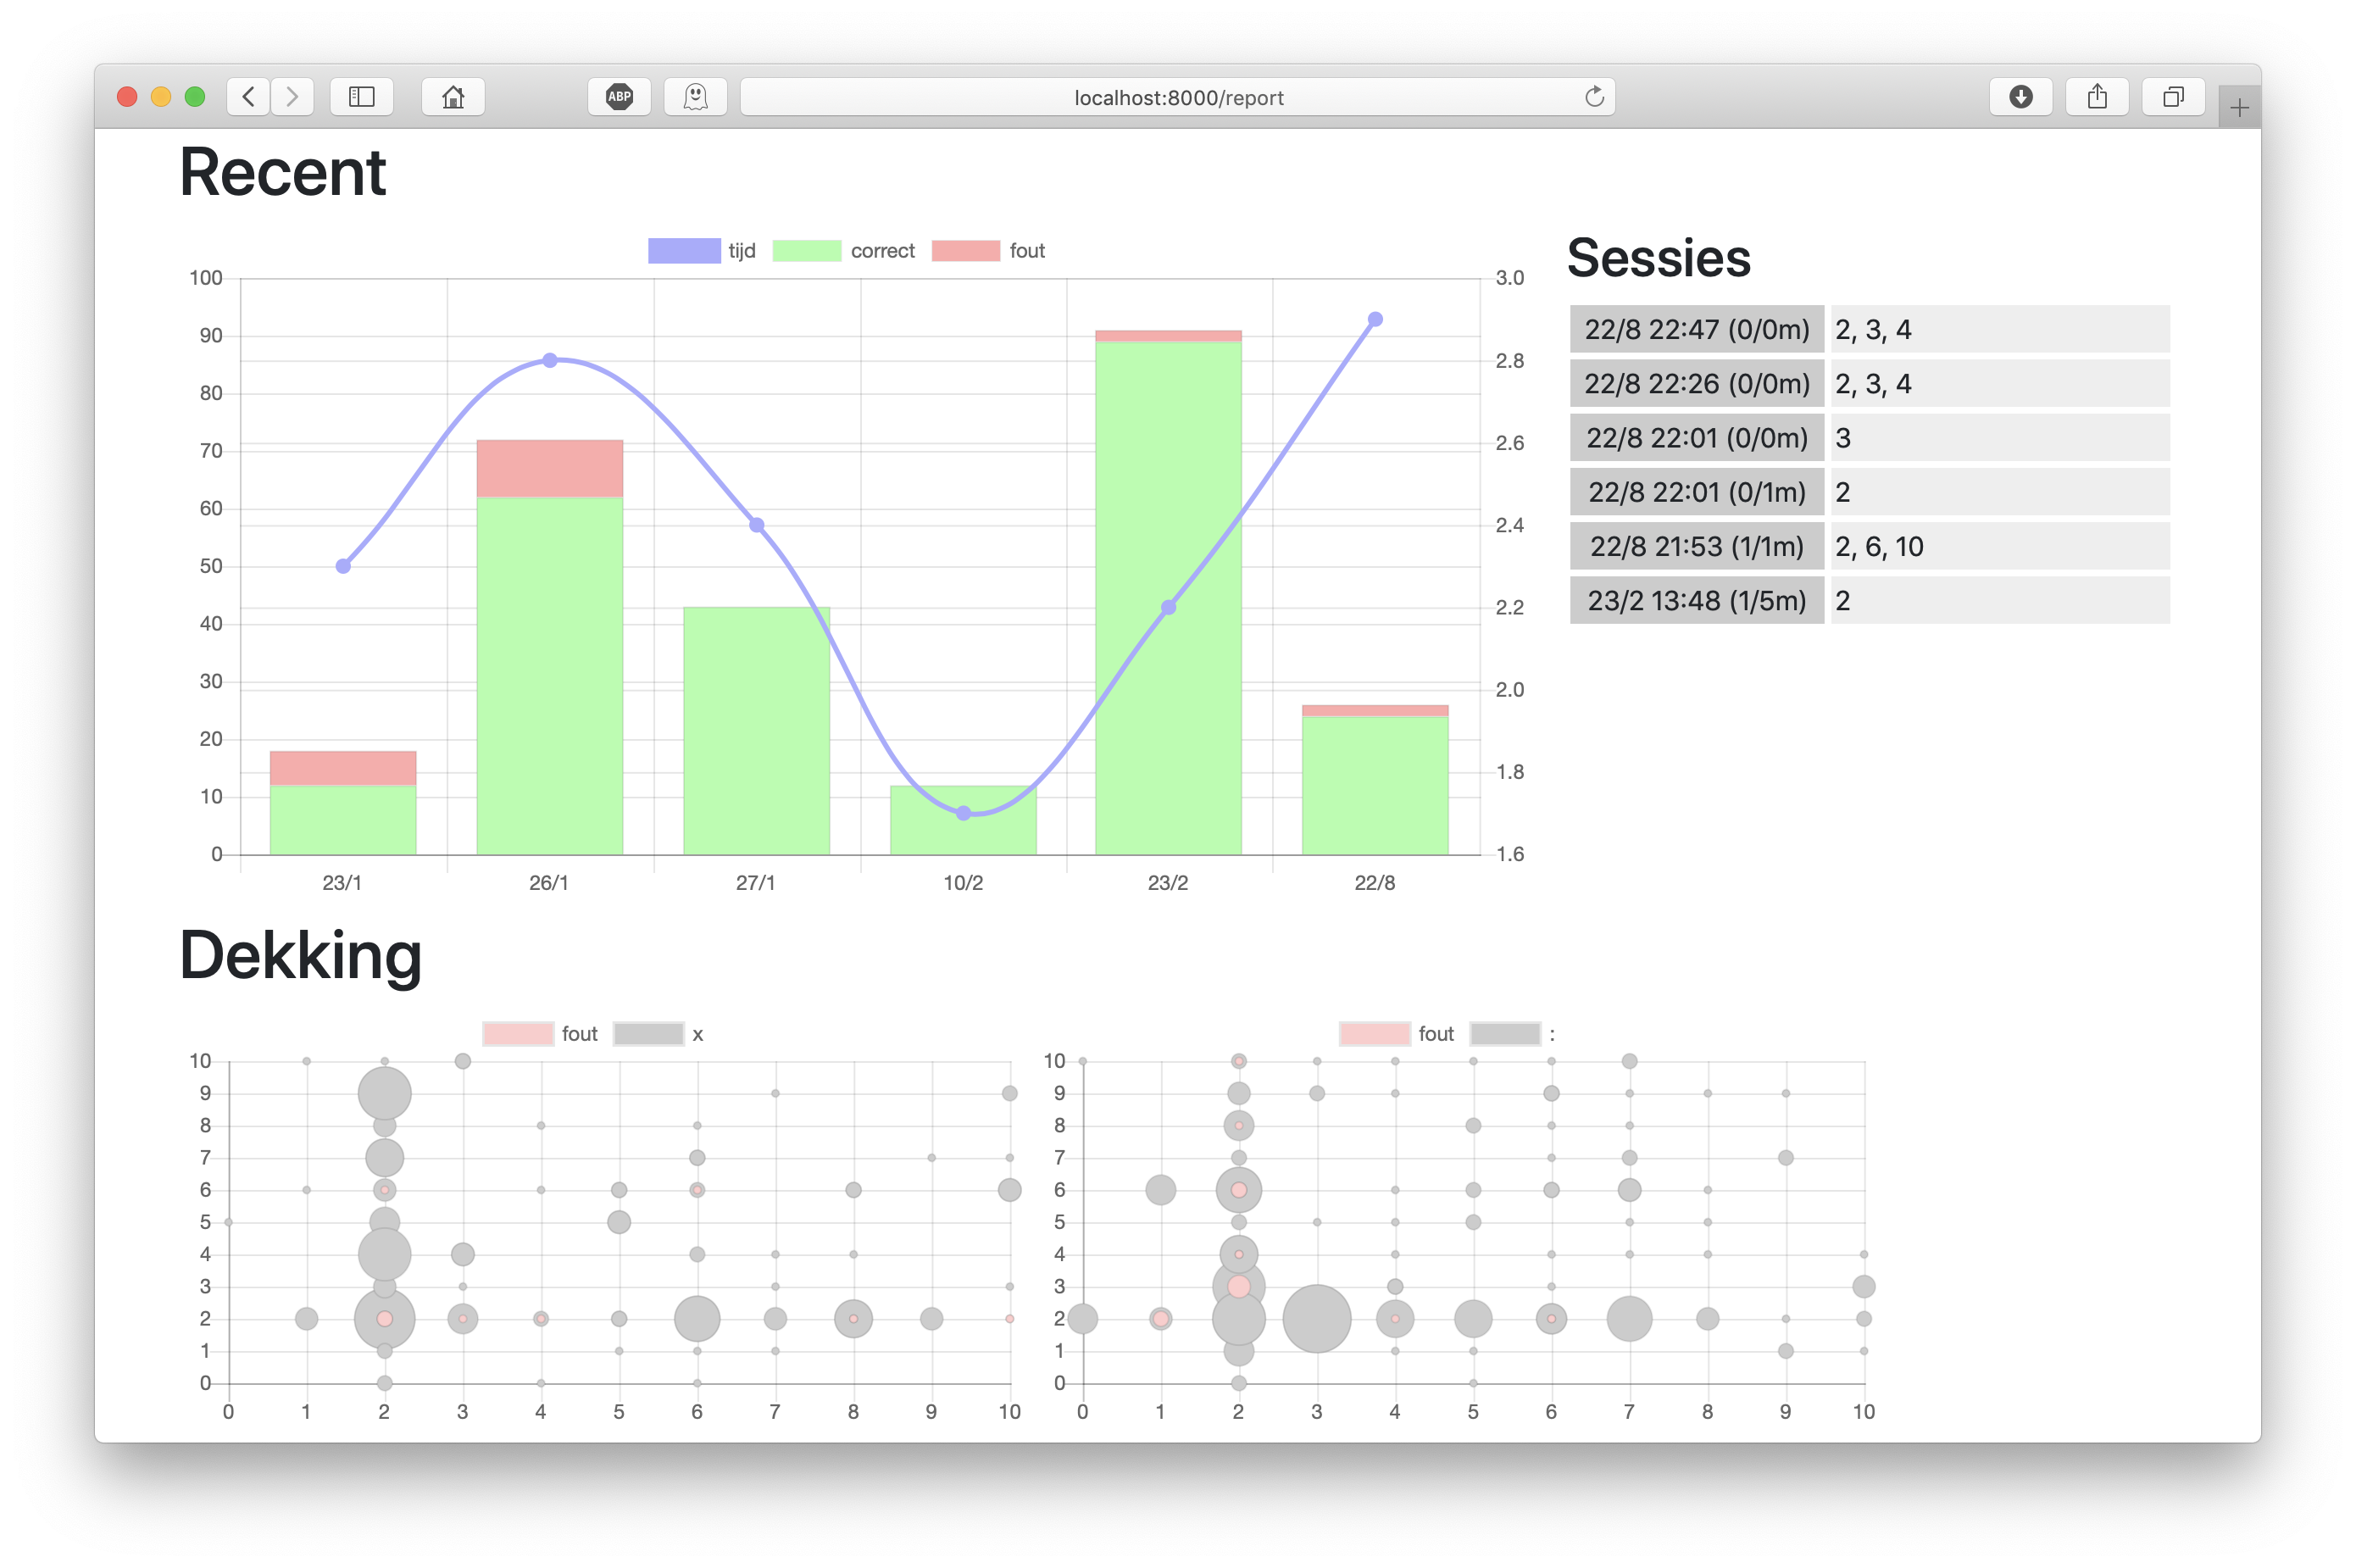 ABP
localhost:8000/report
Recent
tijd correct fout
100
90
80
70
60
50
40
30
20
10
0
3.0
2.8
2.6
2.4
2.2
2.0
1.8
1.6
23/1 26/1 27/1 10/2 23/2 22/8
Sessies
22/8 22:47 (0/0m) 2, 3, 4
22/8 22:26 (0/0m) 2, 3, 4
22/8 22:01 (0/0m) 3
22/8 22:01 (0/1m) 2
22/8 21:53 (1/1m) 2, 6, 10
23/2 13:48 (1/5m) 2
Dekking
fout x
10
9
8
7
6
5
4
3
2
1
0
0 1 2 3 4 5 6 7 8 9 10
fout :
10
9
8
7
6
5
4
3
2
1
0
0 1 2 3 4 5 6 7 8 9 10